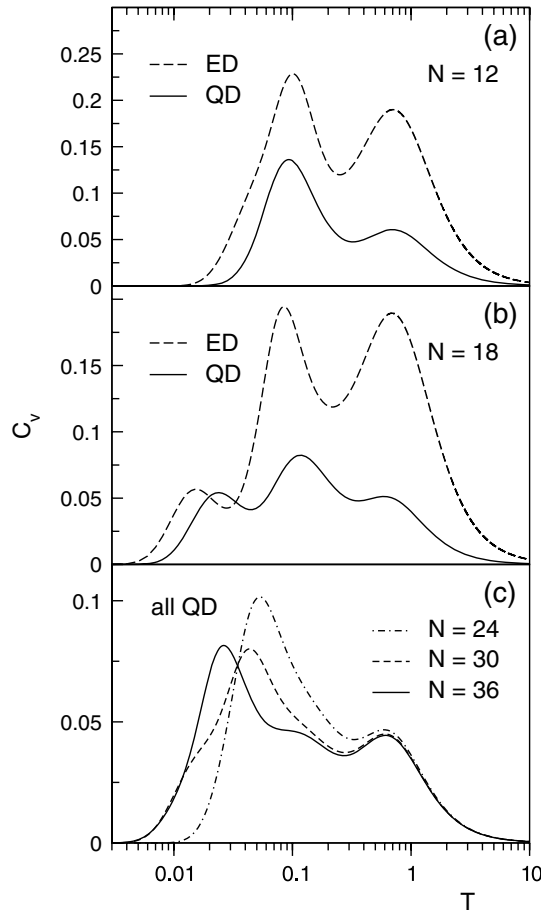 (a)
ED
QD
N = 12
0.25
0.2
0.15
0.1
0.05
0
(b)
ED
QD
N = 18
0.15
0.1
0.05
0
C_v
(c)
all QD
N = 24
N = 30
N = 36
0.1
0.05
0
0.01 0.1 1 10
T